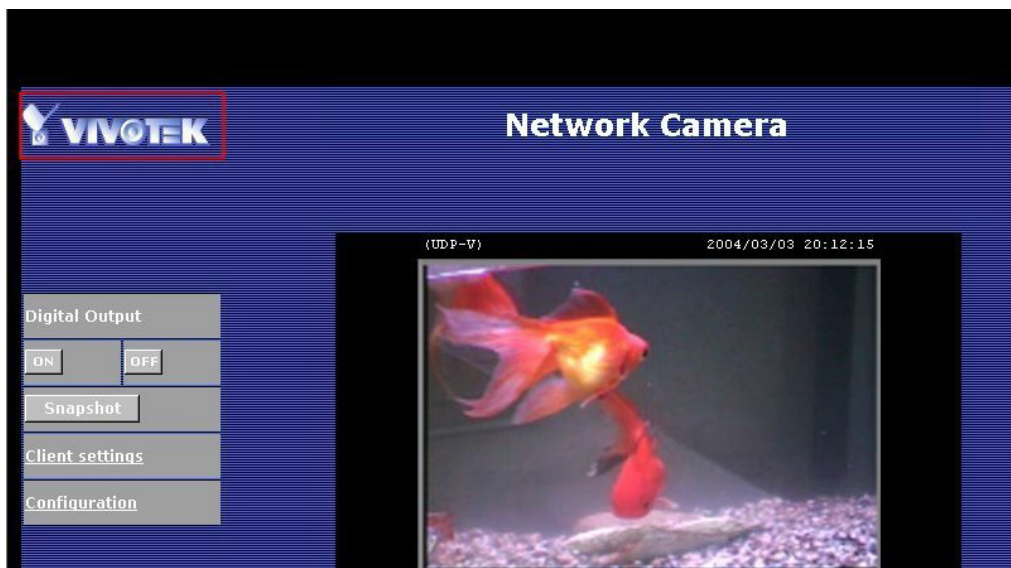 VIVOTEK
Network Camera
(UDP-V) 2004/03/03 20:12:15
Digital Output
ON OFF
Snapshot
Client settings
Configuration